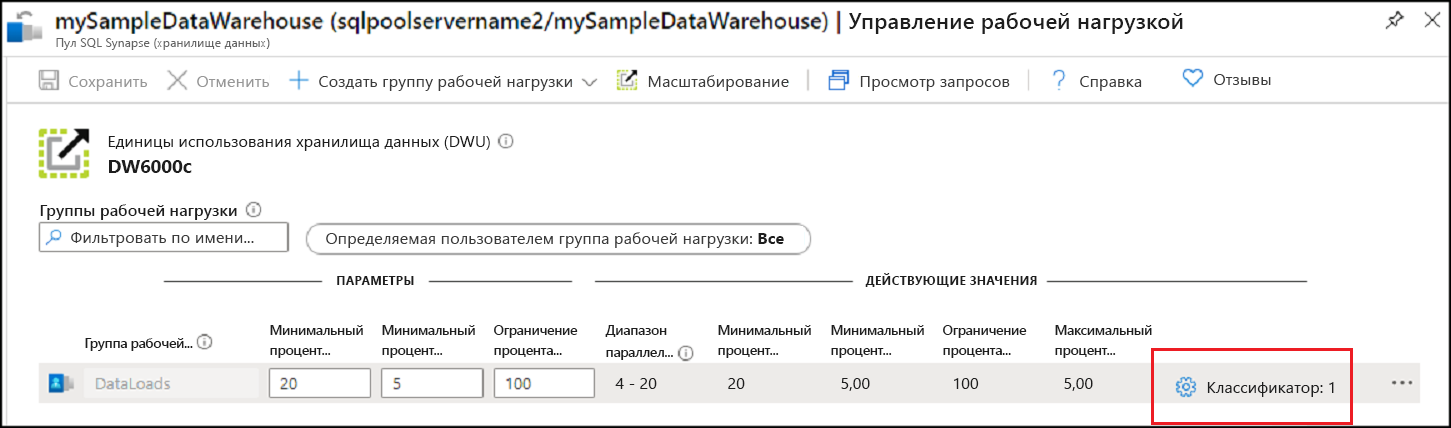 mySampleDataWarehouse (sqlpoolservername2/mySampleDataWarehouse) | Управление рабочей нагрузкой
Пул SQL Synapse (хранилище данных)
Сохранить Отменить Создать группу рабочей нагрузки Масштабирование Просмотр запросов Справка Отзывы
Единицы использования хранилища данных (DWU)
DW6000c
Группы рабочей нагрузки
Фильтровать по имени... Определяемая пользователем группа рабочей нагрузки: Все
ПАРАМЕТРЫ ДЕЙСТВУЮЩИЕ ЗНАЧЕНИЯ
Группа рабочей... Минимальный процент... Минимальный процент... Ограничение процента... Диапазон параллел... Минимальный процент... Минимальный процент... Ограничение процента... Максимальный процент...
DataLoads 20 5 100 4 - 20 20 5,00 100 5,00 Классификатор: 1